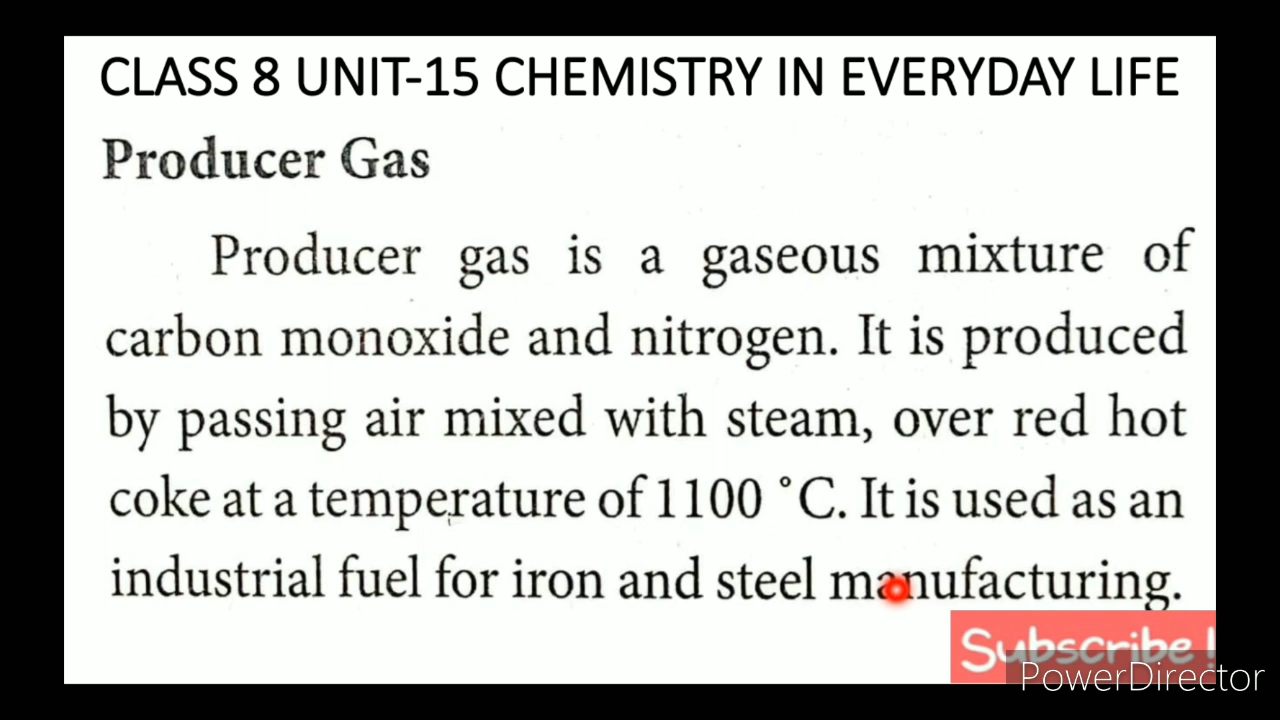 CLASS 8 UNIT-15 CHEMISTRY IN EVERYDAY LIFE
Producer Gas
Producer gas is a gaseous mixture of
carbon monoxide and nitrogen. It is produced
by passing air mixed with steam, over red hot
coke at a temperature of 1100 °C. It is used as an
industrial fuel for iron and steel manufacturing.
Subscribe !
PowerDirector